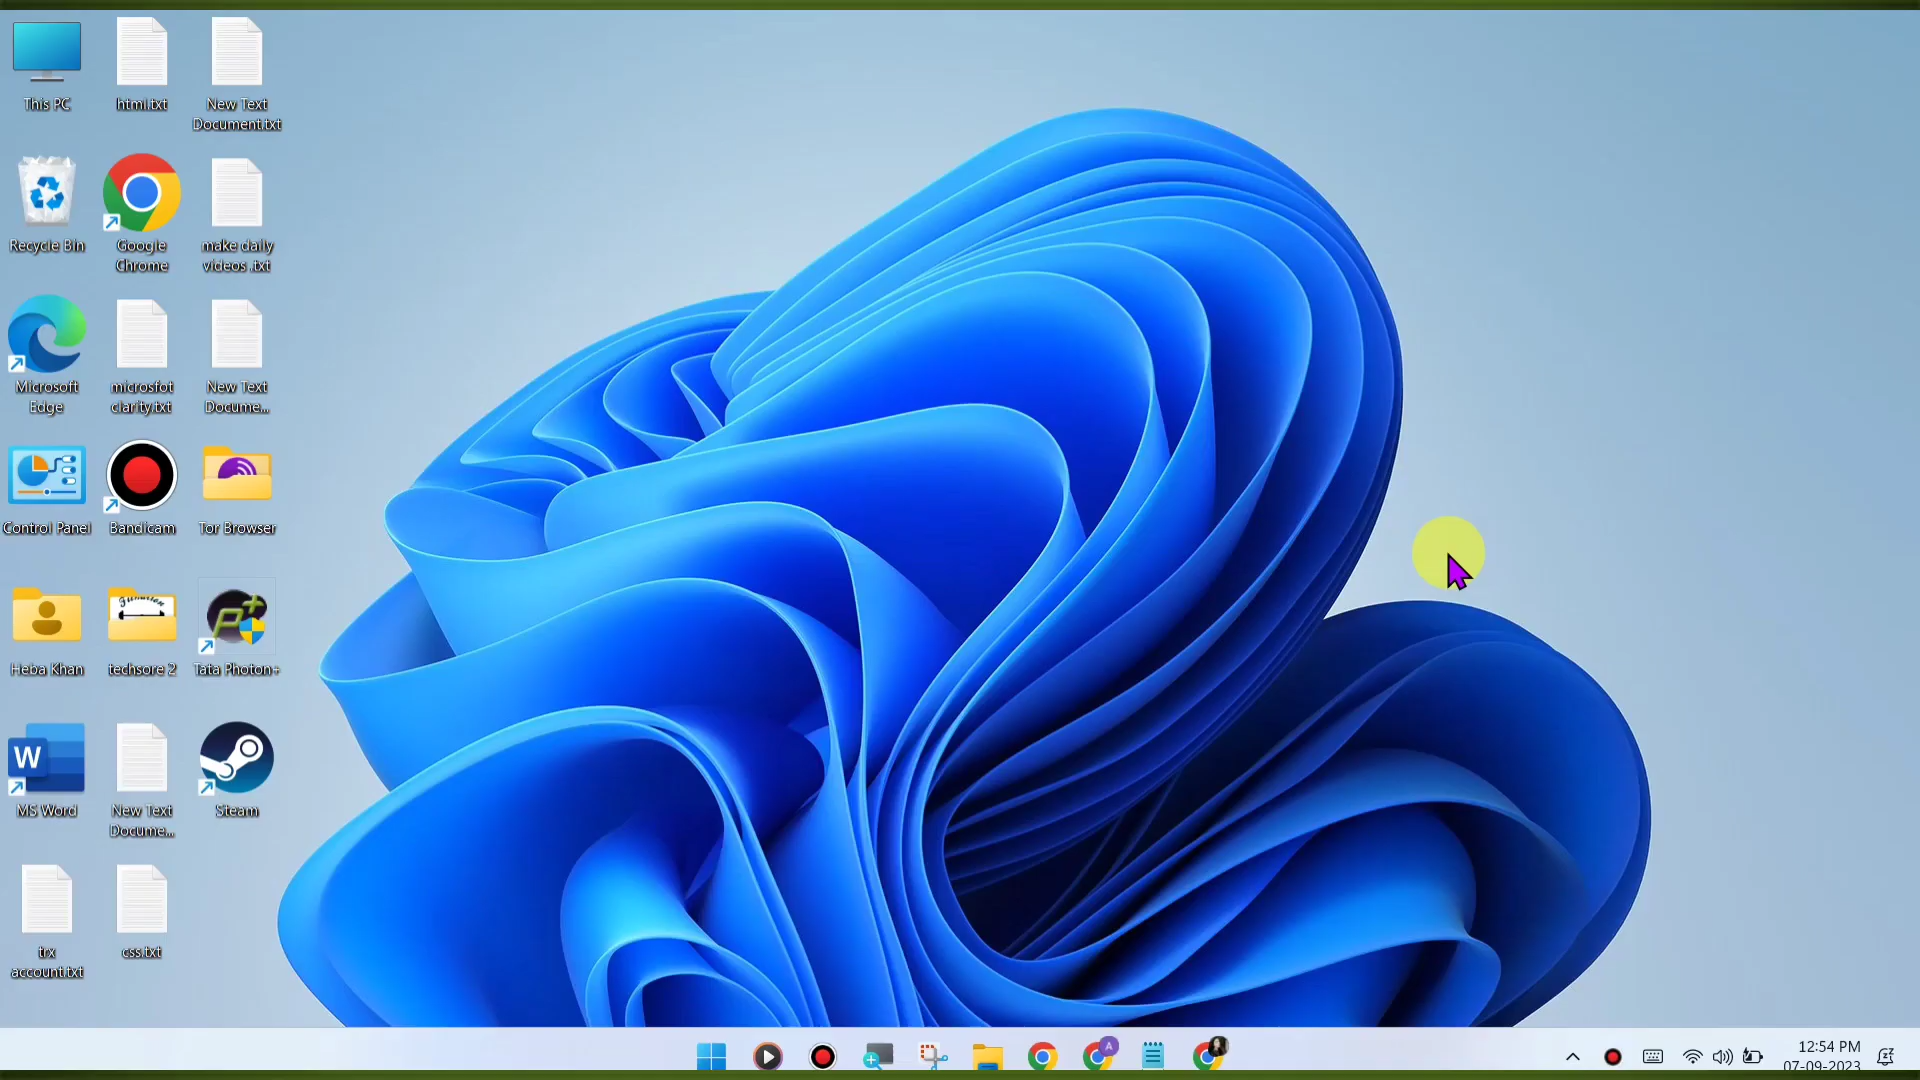 This PC
html.txt
New Text
Document.txt
Recycle Bin
Google
Chrome
make daily
videos .txt
Microsoft
Edge
microsfot
clarity.txt
New Text
Docume...
Control Panel
Bandicam
Tor Browser
Heba Khan
techsore 2
Tata Photon+
W
MS Word
New Text
Docume...
Steam
trx
account.txt
css.txt
A
12:54 PM
07-09-2023